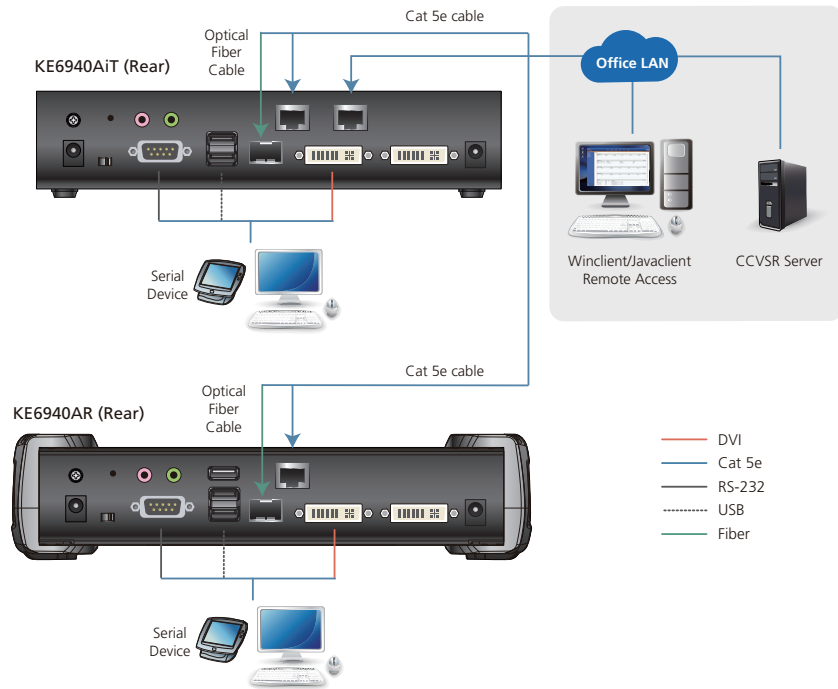 Cat 5e cable
Optical
Fiber
Cable
KE6940AiT (Rear)
Office LAN
Winclient/Javaclient
Remote Access
CCVSR Server
Serial
Device
Cat 5e cable
Optical
Fiber
Cable
KE6940AR (Rear)
DVI
Cat 5e
RS-232
USB
Fiber
Serial
Device